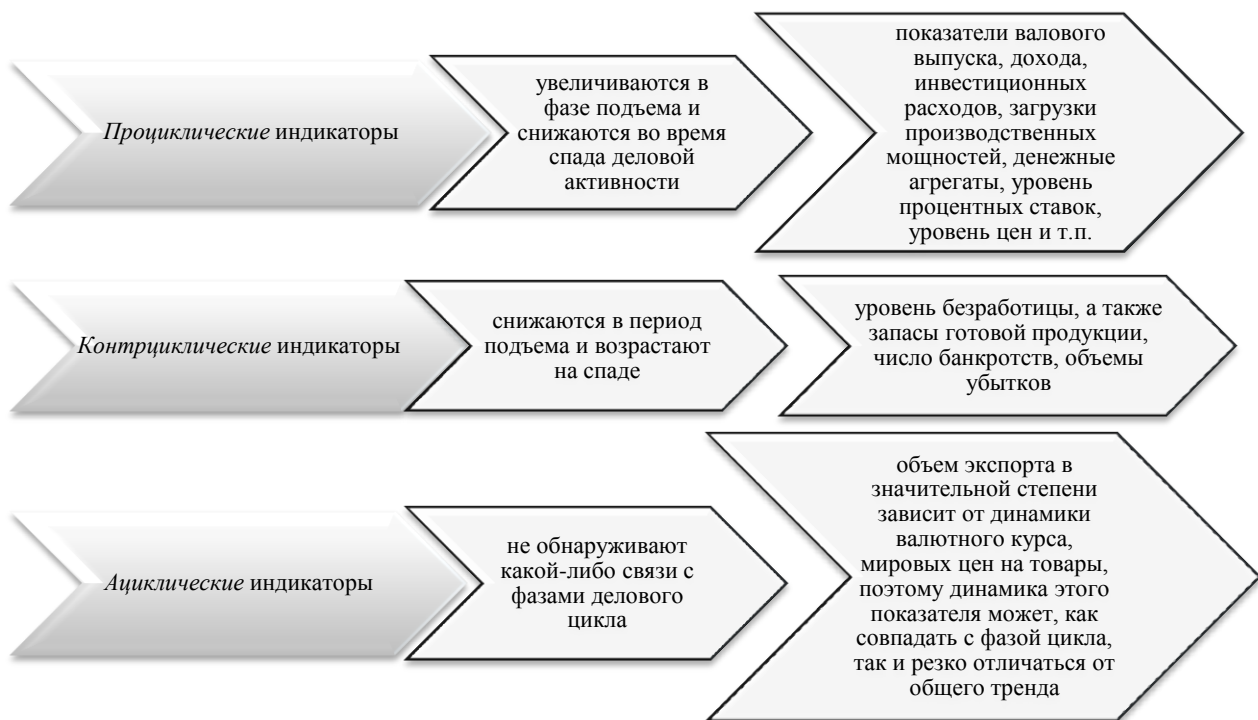 Проциклические индикаторы
увеличиваются в
фазе подъема и
снижаются во время
спада деловой
активности
показатели валового
выпуска, дохода,
инвестиционных
расходов, загрузки
производственных
мощностей, денежные
агрегаты, уровень
процентных ставок,
уровень цен и т.п.
Контрциклические индикаторы
снижаются в период
подъема и возрастают
на спаде
уровень безработицы, а также
запасы готовой продукции,
число банкротств, объемы
убытков
Ациклические индикаторы
не обнаруживают
какой-либо связи с
фазами делового
цикла
объем экспорта в
значительной степени
зависит от динамики
валютного курса,
мировых цен на товары,
поэтому динамика этого
показателя может, как
совпадать с фазой цикла,
так и резко отличаться от
общего тренда